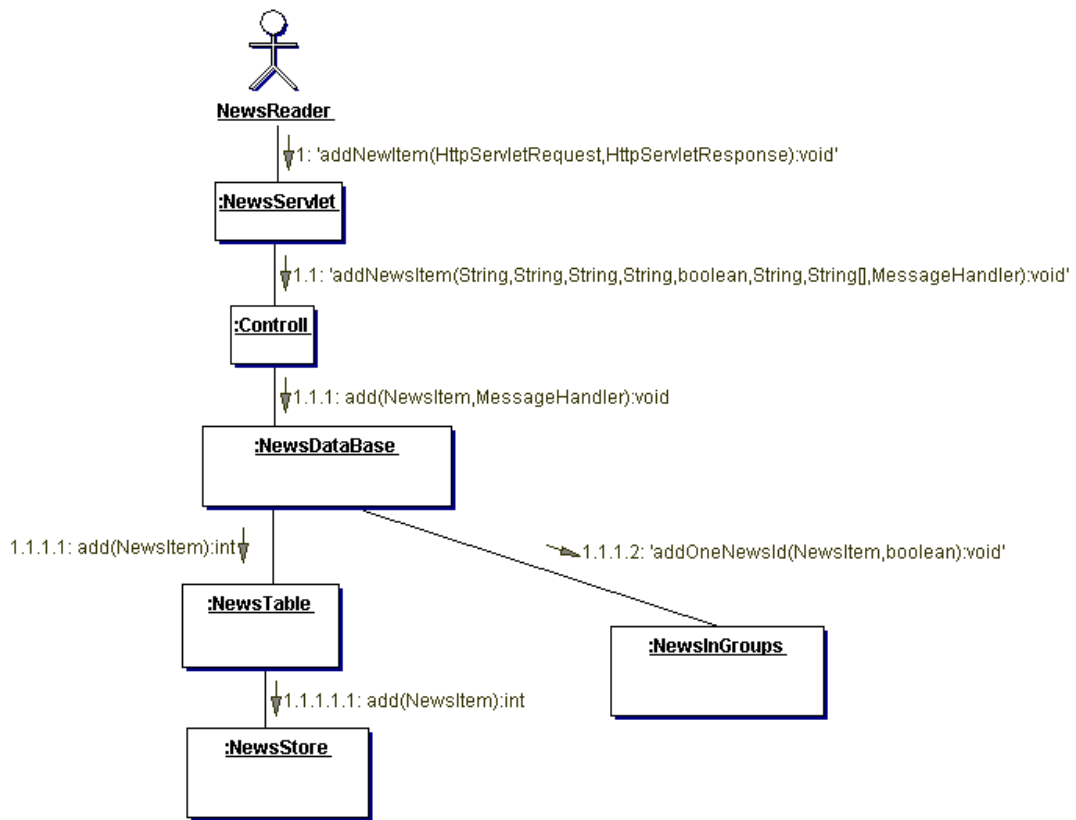 NewsReader
1: 'addNewItem(HttpServletRequest,HttpServletResponse):void'
:NewsServlet
1.1: 'addNewsItem(String,String,String,String,boolean,String,String[],MessageHandler):void'
:Controll
1.1.1: add(NewsItem,MessageHandler):void
:NewsDataBase
1.1.1.1: add(NewsItem):int
1.1.1.2: 'addOneNewsId(NewsItem,boolean):void'
:NewsTable
:NewsInGroups
1.1.1.1.1: add(NewsItem):int
:NewsStore